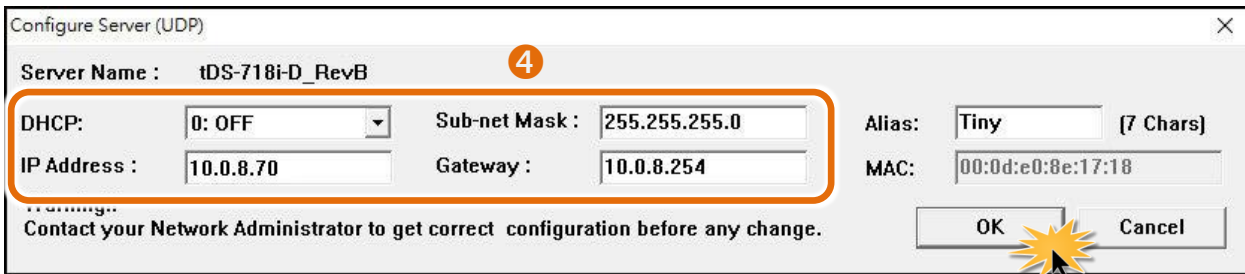 Configure Server (UDP)
Server Name : tDS-718i-D_RevB
4
DHCP: 0: OFF Sub-net Mask : 255.255.255.0 Alias: Tiny (7 Chars)
IP Address : 10.0.8.70 Gateway : 10.0.8.254 MAC: 00:0d:e0:8e:17:18
Contact your Network Administrator to get correct configuration before any change.
OK Cancel